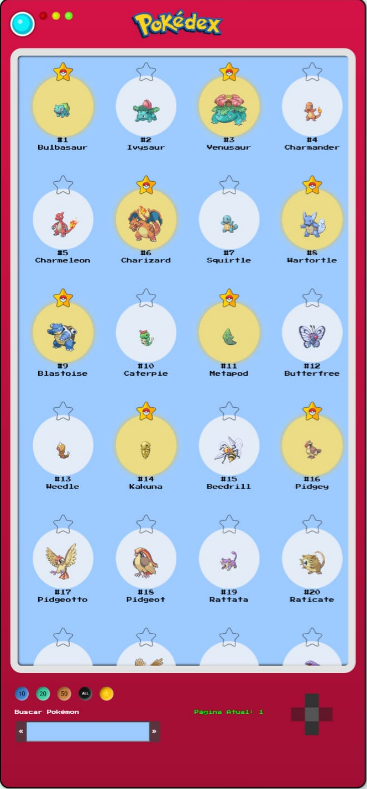 Pokédex
#1 #2 #3 #4
Bulbasaur Ivysaur Venusaur Charmander
#5 #6 #7 #8
Charmeleon Charizard Squirtle Wartortle
#9 #10 #11 #12
Blastoise Caterpie Metapod Butterfree
#13 #14 #15 #16
Weedle Kakuna Beedrill Pidgey
#17 #18 #19 #20
Pidgeotto Pidgeot Rattata Raticate
10 20 50 ALL
Buscar Pokémon Página Atual: 1
« »